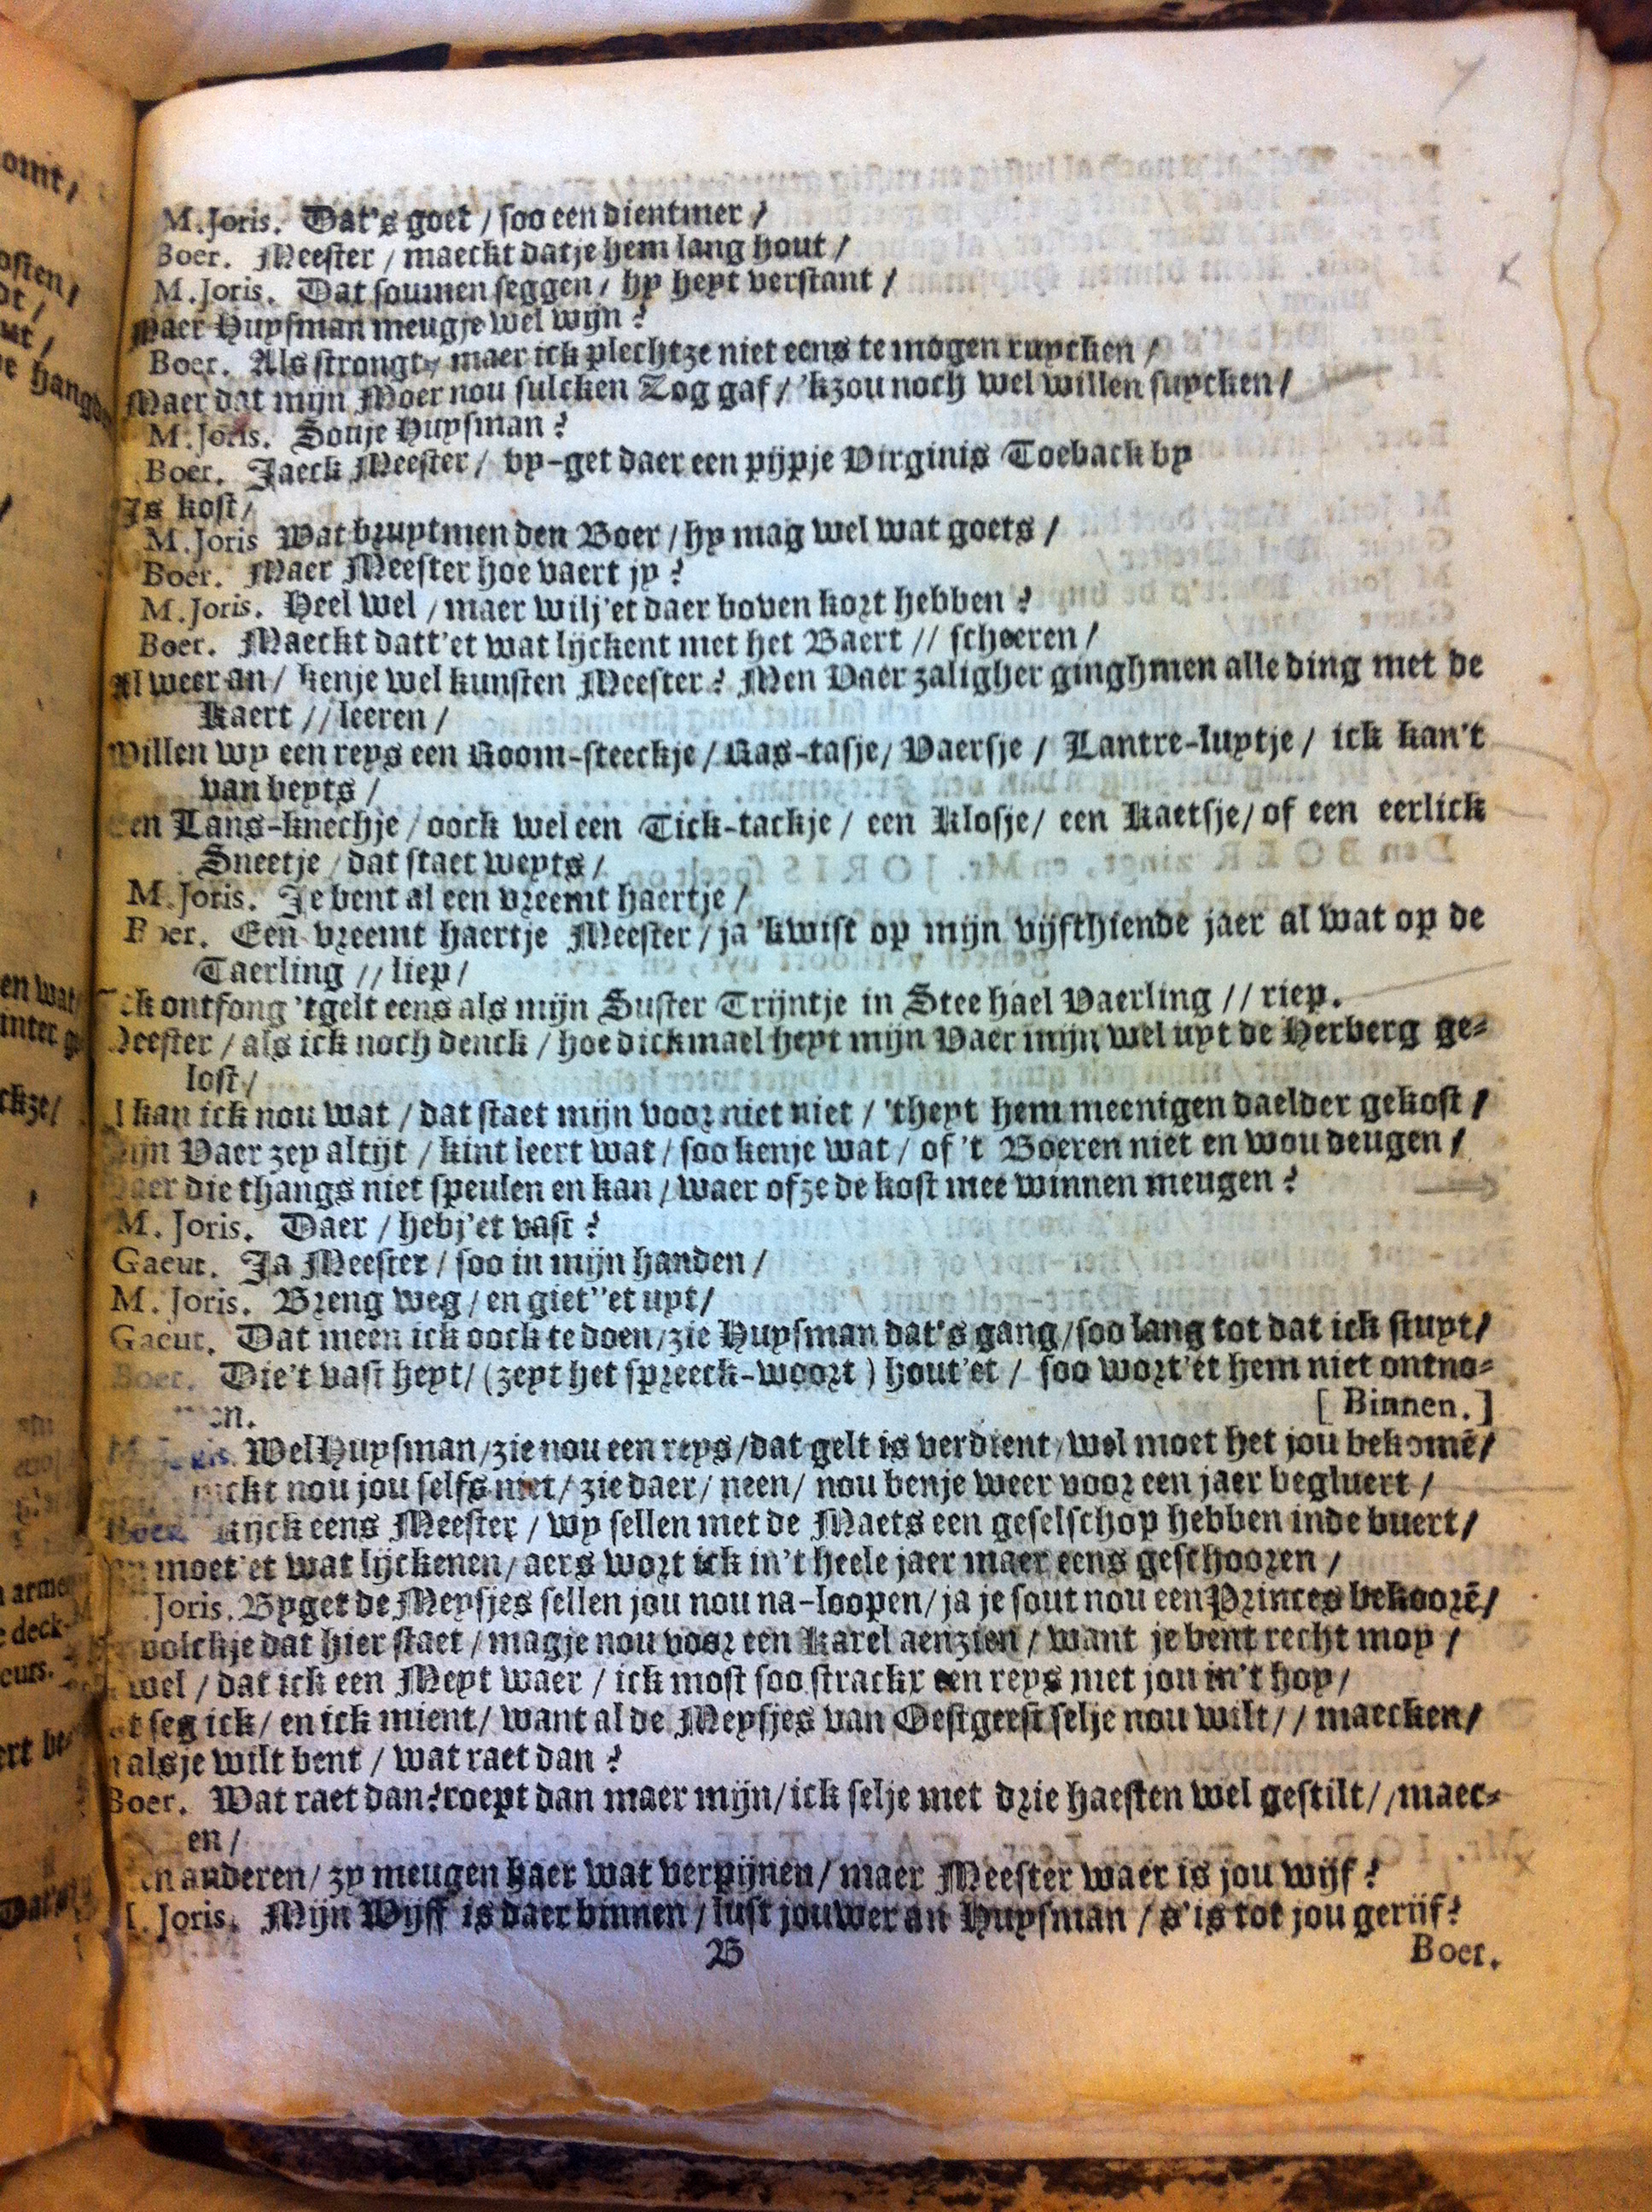 M. Joris. Dat's goet / soo een dientmer /
Boer. Meester / maeckt datje hem lang hout /
M. Joris. Dat soumen seggen / hy heyt verstant /
Maer Huysman meugje wel wijn ?
Boer. Als strongt, maer ick plechtze niet eens te mogen ruycken /
Maer dat mijn Moer nou sulcken Zog gaf / 'kzou noch wel willen suycken /
M. Joris. Souje Huysman ?
Boer. Jaeck Meester / by-get daer een pijpje Virginis Toeback by
Is kost /
M. Joris Wat bruytmen den Boer / hy mag wel wat goets /
Boer. Maer Meester hoe vaert jy ?
M. Joris. Heel wel / maer wilj'et daer boven kort hebben ?
Boer. Maeckt datt'et wat lijckent met het Baert // scheeren /
Al weer an / kenje wel kunsten Meester ? Men Vaer zaligher ginghmen alle ding met de
Kaert // leeren /
Willen wy een reys een Room-steeckje / Kas-tasje / Vaersje / Lantre-luytje / ick kan't
van beyts /
Een Lans-knechje / oock wel een Tick-tackje / een Klosje / een Kaetsje / of een eerlick
Sneetje / dat staet weyts /
M. Joris. Je bent al een vreemt haertje /
Boer. Een vreemt haertje Meester / ja 'kwist op mijn vijfthiende jaer al wat op de
Taerling // liep /
Ick ontfong 'tgelt eens als mijn Suster Trijntje in Stee hael Vaerling // riep.
Meester / als ick noch denck / hoe dickmael heyt mijn Vaer mijn wel uyt de Herberg ge-
lost /
kan ick nou wat / dat staet mijn voor niet niet / 'theyt hem meenigen daelder gekost /
Mijn Vaer zey altijt / kint leert wat / soo kenje wat / of 't Boeren niet en wou deugen /
Maer die thangs niet speulen en kan / waer ofze de kost mee winnen meugen ?
M. Joris. Daer / hebj'et vast ?
Gaeut. Ja Meester / soo in mijn handen /
M. Joris. Breng weg / en giet''et uyt /
Gaeut. Dat meen ick oock te doen / zie Huysman dat's gang / soo lang tot dat ick stuyt /
Boer. Die't vast heyt / (zeyt het spreeck-woort) hout'et / soo wort'et hem niet ontno-
en. [ Binnen. ]
M. Joris. Wel Huysman / zie nou een reys / dat gelt is verdient / wel moet het jou bekomē /
nou jou selfs niet / zie daer / neen / nou benje weer voor een jaer begluert /
Boer. kijck eens Meester / wy sellen met de Maets een geselschop hebben inde buert /
moet'et wat lijckenen / aers wort ick in't heele jaer maer eens geschooren /
Joris. Byget de Meysjes sellen jou nou na-loopen / ja je sout nou een Princes bekoorē /
volckje dat hier staet / magje nou voor een Karel aenzien / want je bent recht moy /
wel / dat ick een Meyt waer / ick most soo strackx een reys met jou in't hoy /
seg ick / en ick mient / want al de Meysjes van Oestgeest selje nou wilt // maecken /
alsje wilt bent / wat raet dan ?
Boer. Wat raet dan? roept dan maer mijn / ick selje met drie haesten wel gestilt // maec-
en /
anderen / zy meugen haer wat verpijnen / maer Meester waer is jou wijf ?
M. Joris. Mijn Wijff is daer binnen / lust jou wer an Huysman / s'is tot jou gerijf ?
B Boer.